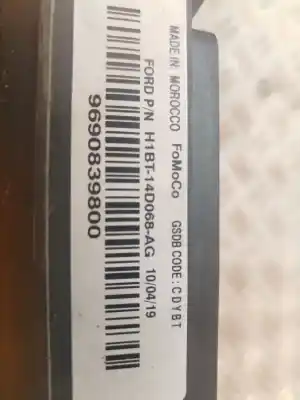 MADE IN MOROCCO FoMoCo GSDB CODE: CDYBT
FORD P/N H1BT-14D068-AG 10/04/19
9690839800